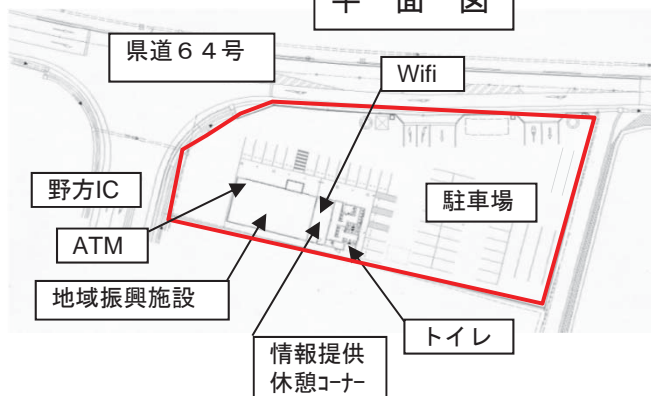 平面図
県道６４号
Wifi
野方IC
駐車場
ATM
地域振興施設
トイレ
情報提供
休憩ｺｰﾅｰ